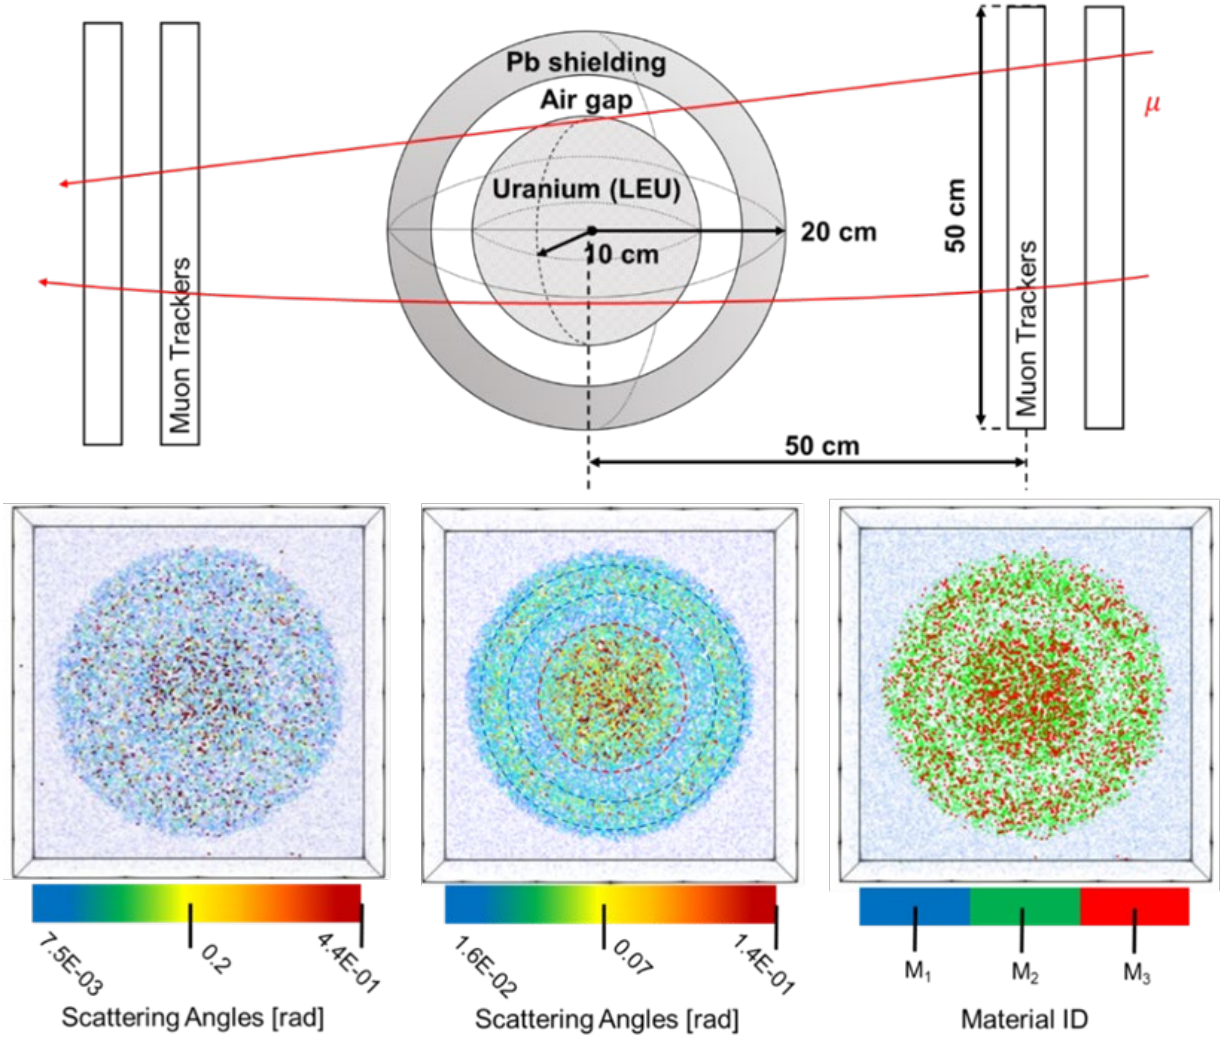 Pb shielding
Air gap
μ
Uranium (LEU)
20 cm
10 cm
50 cm
Muon Trackers
Muon Trackers
50 cm
7.5E-03
0.2
4.4E-01
Scattering Angles [rad]
1.6E-02
0.07
1.4E-01
Scattering Angles [rad]
M₁
M₂
M₃
Material ID